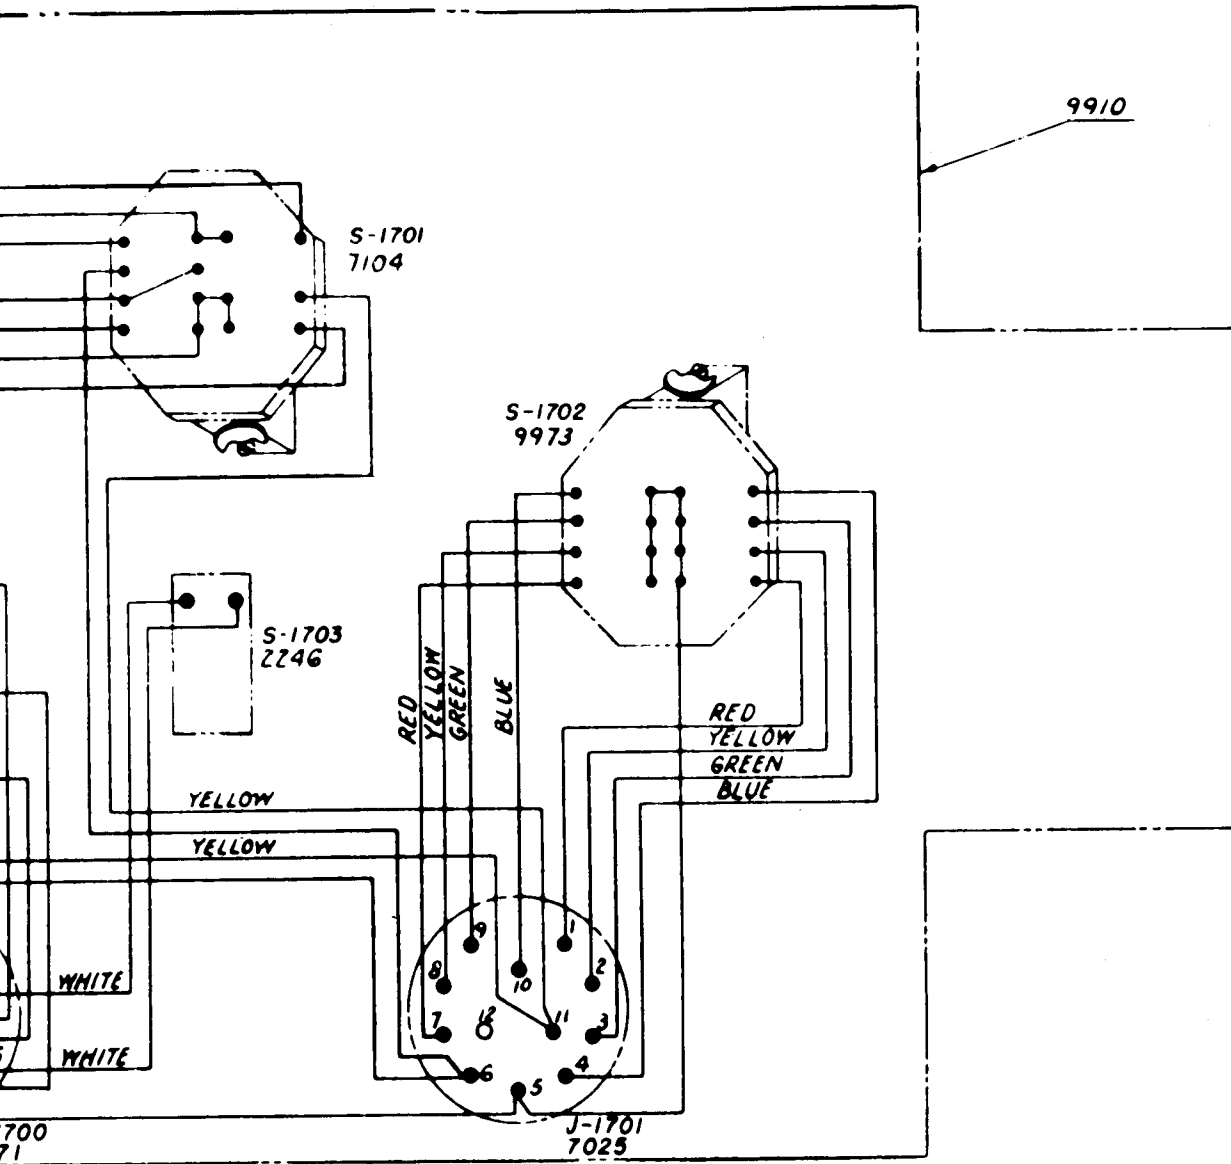 9910
S-1701
7104
S-1702
9973
S-1703
2246
RED
YELLOW
GREEN
BLUE
RED
YELLOW
GREEN
BLUE
YELLOW
YELLOW
9
1
8
10
2
WHITE
7
12
11
3
WHITE
6
4
5
J-1701
7025
700
71